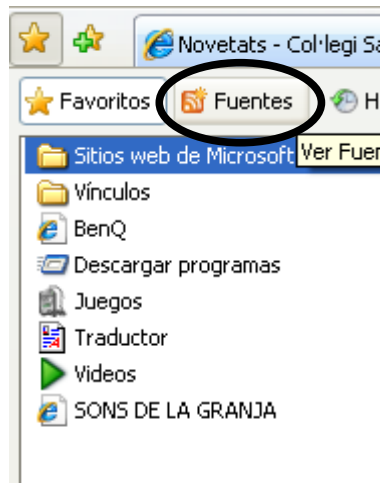 Novetats - Col·legi Sa
Favoritos Fuentes H
Sitios web de Microsoft Ver Fuer
Vínculos
BenQ
Descargar programas
Juegos
Traductor
Videos
SONS DE LA GRANJA